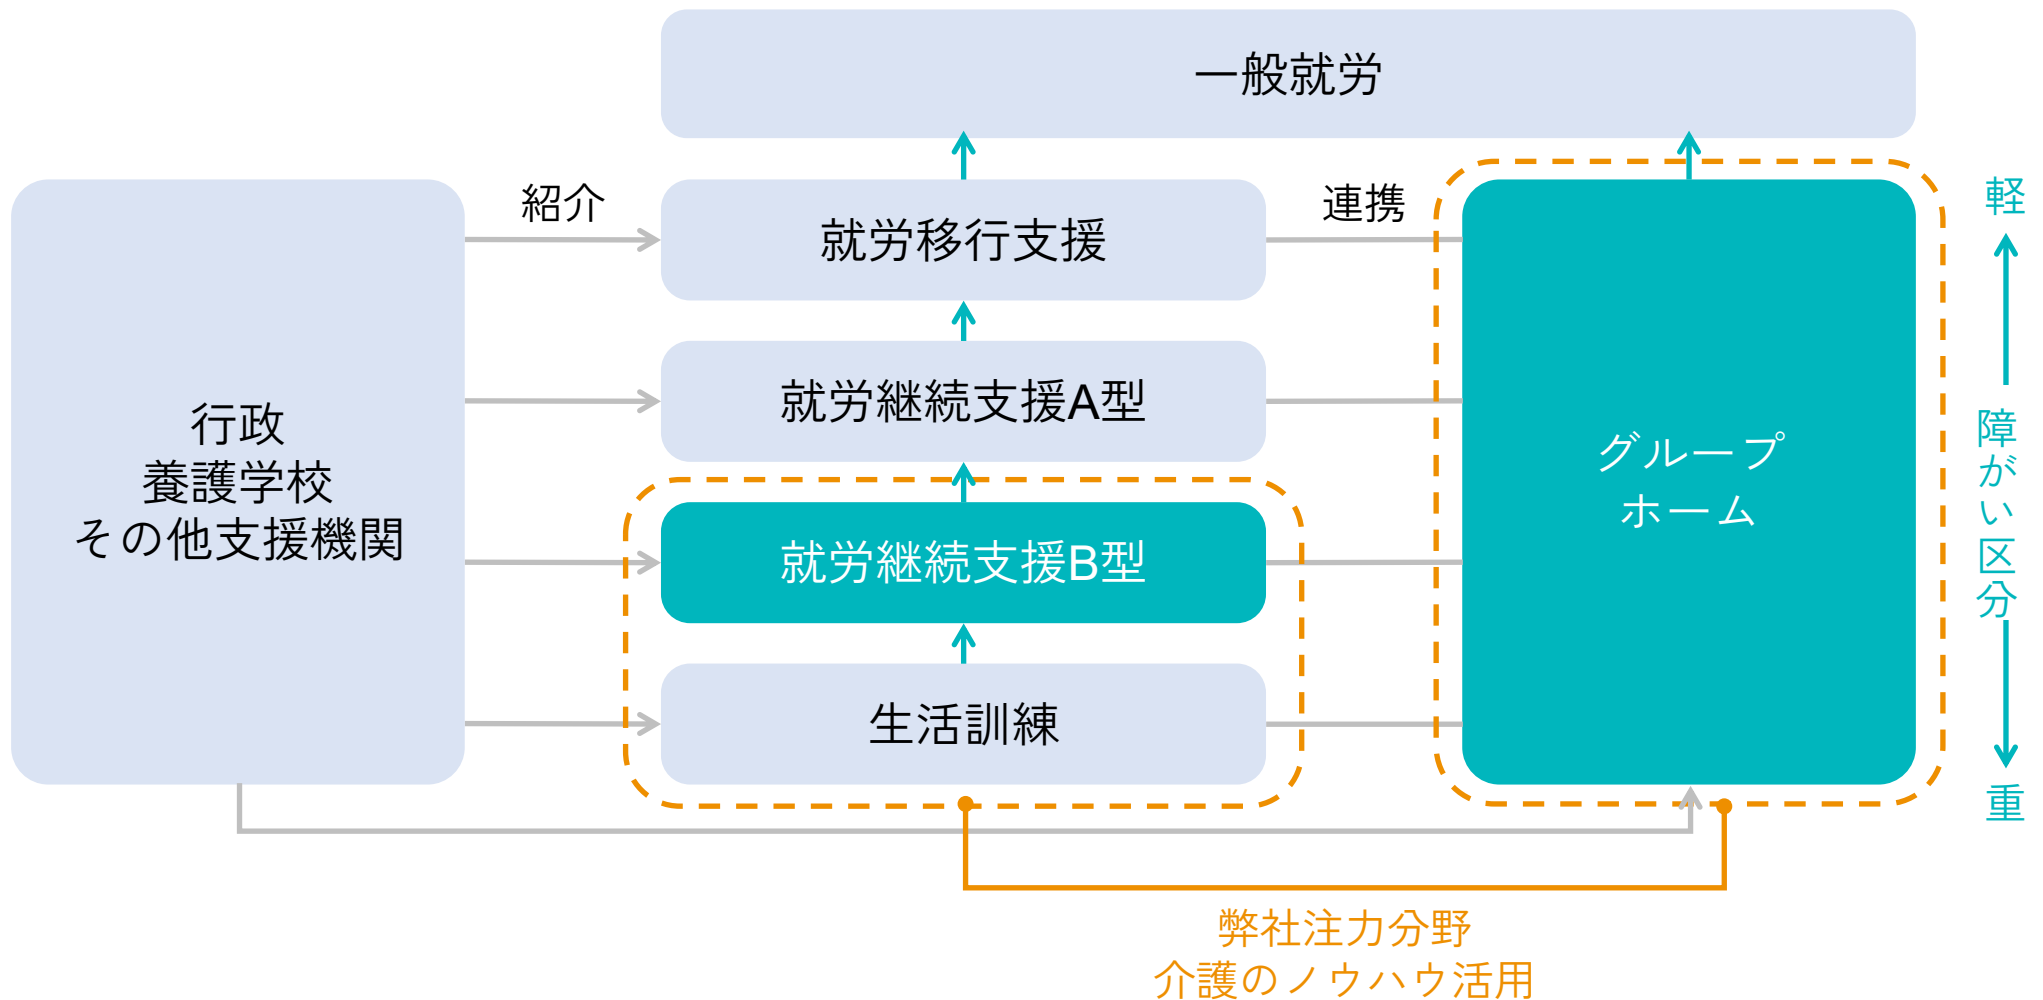 一般就労
紹介
連携
軽
就労移行支援
就労継続支援A型
行政
養護学校
その他支援機関
グループ
ホーム
障がい区分
就労継続支援B型
生活訓練
重
弊社注力分野
介護のノウハウ活用